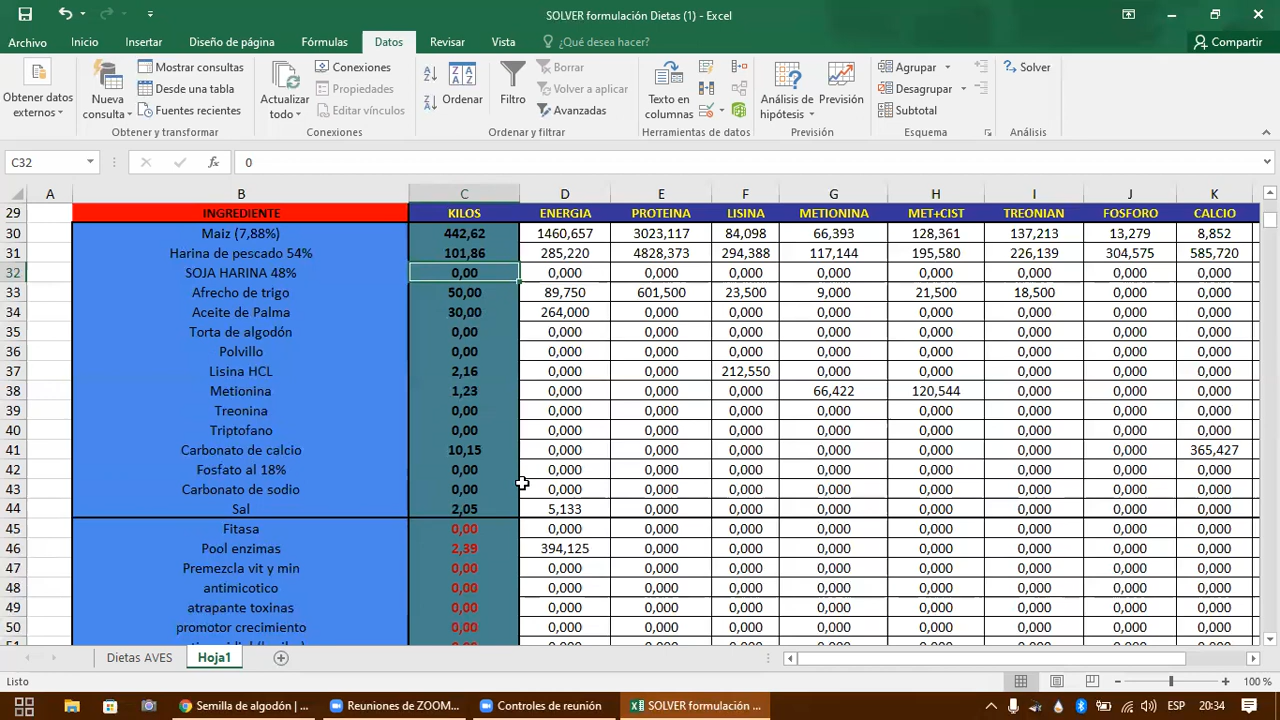 SOLVER formulación Dietas (1) - Excel
Archivo Inicio Insertar Diseño de página Fórmulas Datos Revisar Vista ¿Qué desea hacer? Compartir
Obtener datos externos
Nueva consulta
Mostrar consultas
Desde una tabla
Fuentes recientes
Obtener y transformar
Actualizar todo
Conexiones
Propiedades
Editar vínculos
Conexiones
Ordenar
Filtro
Borrar
Volver a aplicar
Avanzadas
Ordenar y filtrar
Texto en columnas
Herramientas de datos
Análisis de hipótesis
Previsión
Previsión
Agrupar
Desagrupar
Subtotal
Esquema
Solver
Análisis
C32 fx 0
A B C D E F G H I J K
29 INGREDIENTE KILOS ENERGIA PROTEINA LISINA METIONINA MET+CIST TREONIAN FOSFORO CALCIO
30 Maiz (7,88%) 442,62 1460,657 3023,117 84,098 66,393 128,361 137,213 13,279 8,852
31 Harina de pescado 54% 101,86 285,220 4828,373 294,388 117,144 195,580 226,139 304,575 585,720
32 SOJA HARINA 48% 0,00 0,000 0,000 0,000 0,000 0,000 0,000 0,000 0,000
33 Afrecho de trigo 50,00 89,750 601,500 23,500 9,000 21,500 18,500 0,000 0,000
34 Aceite de Palma 30,00 264,000 0,000 0,000 0,000 0,000 0,000 0,000 0,000
35 Torta de algodón 0,00 0,000 0,000 0,000 0,000 0,000 0,000 0,000 0,000
36 Polvillo 0,00 0,000 0,000 0,000 0,000 0,000 0,000 0,000 0,000
37 Lisina HCL 2,16 0,000 0,000 212,550 0,000 0,000 0,000 0,000 0,000
38 Metionina 1,23 0,000 0,000 0,000 66,422 120,544 0,000 0,000 0,000
39 Treonina 0,00 0,000 0,000 0,000 0,000 0,000 0,000 0,000 0,000
40 Triptofano 0,00 0,000 0,000 0,000 0,000 0,000 0,000 0,000 0,000
41 Carbonato de calcio 10,15 0,000 0,000 0,000 0,000 0,000 0,000 0,000 365,427
42 Fosfato al 18% 0,00 0,000 0,000 0,000 0,000 0,000 0,000 0,000 0,000
43 Carbonato de sodio 0,00 0,000 0,000 0,000 0,000 0,000 0,000 0,000 0,000
44 Sal 2,05 5,133 0,000 0,000 0,000 0,000 0,000 0,000 0,000
45 Fitasa 0,00 0,000 0,000 0,000 0,000 0,000 0,000 0,000 0,000
46 Pool enzimas 2,39 394,125 0,000 0,000 0,000 0,000 0,000 0,000 0,000
47 Premezcla vit y min 0,00 0,000 0,000 0,000 0,000 0,000 0,000 0,000 0,000
48 antimicotico 0,00 0,000 0,000 0,000 0,000 0,000 0,000 0,000 0,000
49 atrapante toxinas 0,00 0,000 0,000 0,000 0,000 0,000 0,000 0,000 0,000
50 promotor crecimiento 0,00 0,000 0,000 0,000 0,000 0,000 0,000 0,000 0,000
Dietas AVES Hoja1
Listo 100 %
Semilla de algodón | ... Reuniones de ZOOM... Controles de reunión SOLVER formulación ... ESP 20:34